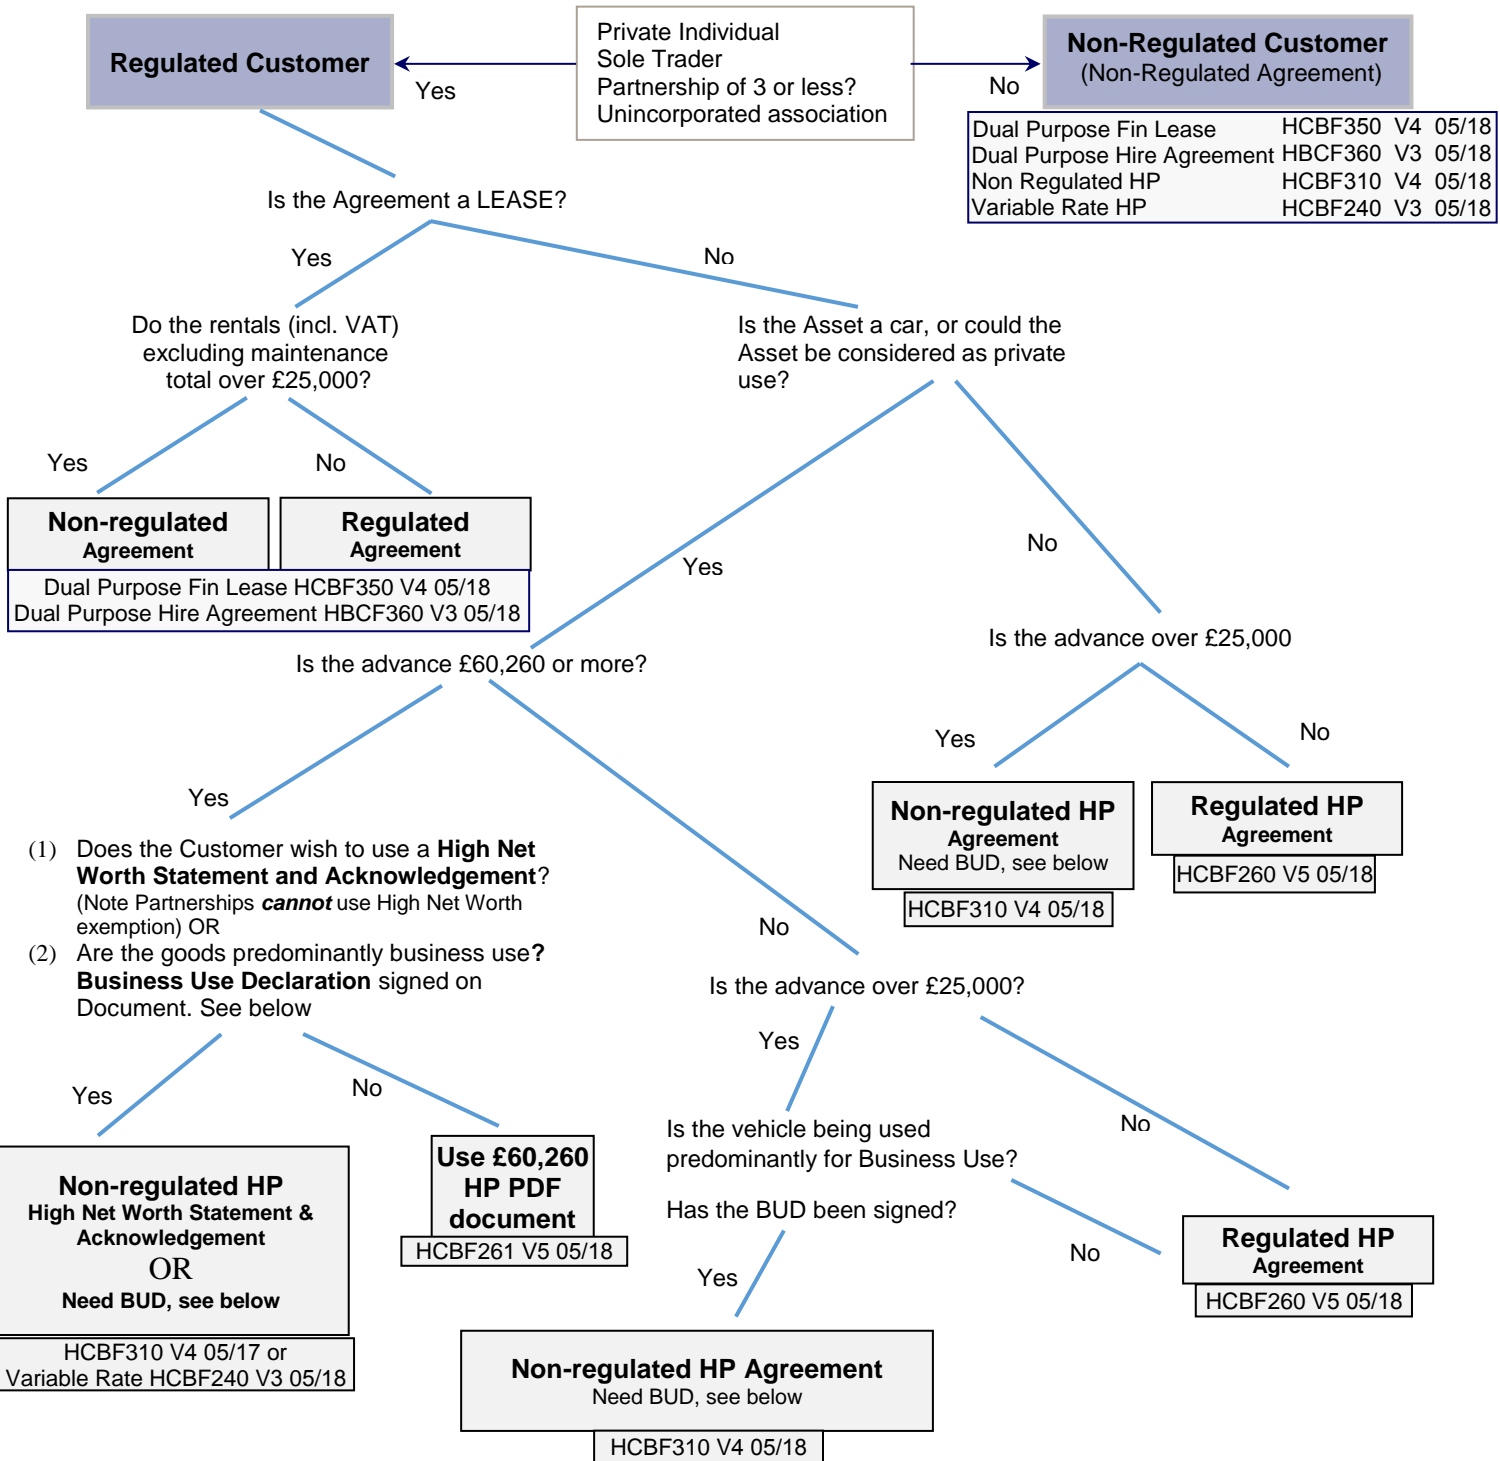 Regulated Customer
Yes
Private Individual
Sole Trader
Partnership of 3 or less?
Unincorporated association
No
Non-Regulated Customer
(Non-Regulated Agreement)
Dual Purpose Fin Lease HCBF350 V4 05/18
Dual Purpose Hire Agreement HBCF360 V3 05/18
Non Regulated HP HCBF310 V4 05/18
Variable Rate HP HCBF240 V3 05/18
Is the Agreement a LEASE?
Yes
No
Do the rentals (incl. VAT)
excluding maintenance
total over £25,000?
Is the Asset a car, or could the
Asset be considered as private
use?
Yes
No
Non-regulated
Agreement
Regulated
Agreement
Dual Purpose Fin Lease HCBF350 V4 05/18
Dual Purpose Hire Agreement HBCF360 V3 05/18
Yes
No
Is the advance £60,260 or more?
Is the advance over £25,000
Yes
No
Non-regulated HP
Agreement
Need BUD, see below
HCBF310 V4 05/18
Regulated HP
Agreement
HCBF260 V5 05/18
Yes
No
(1) Does the Customer wish to use a High Net
Worth Statement and Acknowledgement?
(Note Partnerships cannot use High Net Worth
exemption) OR
(2) Are the goods predominantly business use?
Business Use Declaration signed on
Document. See below
Is the advance over £25,000?
Yes
No
Yes
No
Non-regulated HP
High Net Worth Statement &
Acknowledgement
OR
Need BUD, see below
HCBF310 V4 05/17 or
Variable Rate HCBF240 V3 05/18
Use £60,260
HP PDF
document
HCBF261 V5 05/18
Is the vehicle being used
predominantly for Business Use?
Has the BUD been signed?
Yes
No
Regulated HP
Agreement
HCBF260 V5 05/18
Non-regulated HP Agreement
Need BUD, see below
HCBF310 V4 05/18